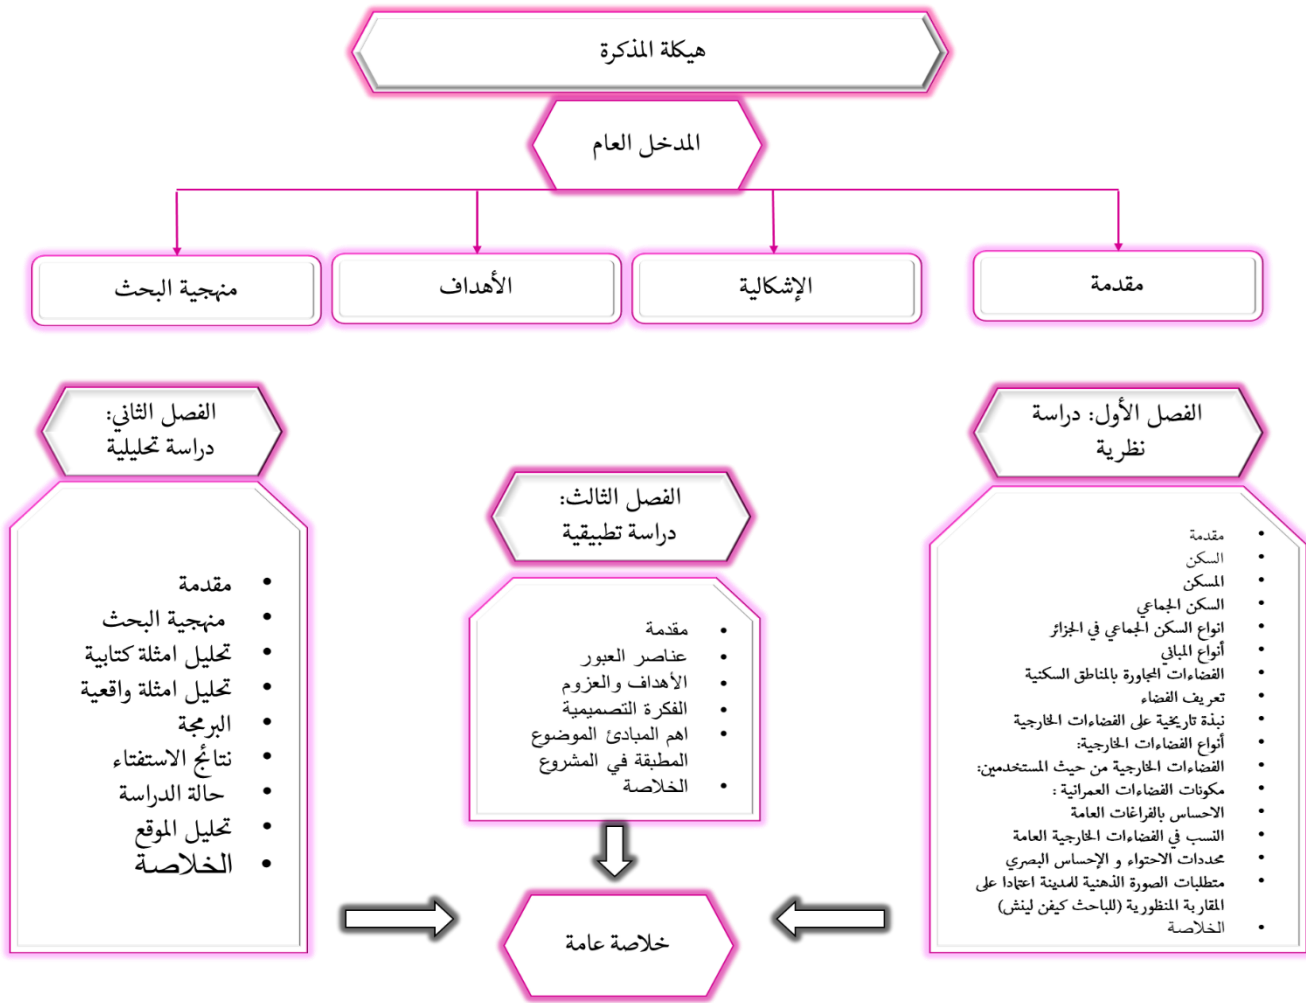 هيكلة المذكرة
المدخل العام
مقدمة
الإشكالية
الأهداف
منهجية البحث
الفصل الأول: دراسة
نظرية
مقدمة
السكن
المسكن
السكن الجماعي
انواع السكن الجماعي في الجزائر
أنواع المباني
الفضاءات المجاورة بالمناطق السكنية
تعريف الفضاء
نبذة تاريخية على الفضاءات الخارجية
أنواع الفضاءات الخارجية:
الفضاءات الخارجية من حيث المستخدمين:
مكونات الفضاءات العمرانية :
الاحساس بالفراغات العامة
النسب في الفضاءات الخارجية العامة
محددات الاحتواء و الإحساس البصري
متطلبات الصورة الذهنية للمدينة اعتمادا على
المقاربة المنظورية (للباحث كيفن لينش)
الخلاصة
الفصل الثاني:
دراسة تحليلية
مقدمة
منهجية البحث
تحليل امثلة كتابية
تحليل امثلة واقعية
البرمجة
نتائج الاستفتاء
حالة الدراسة
تحليل الموقع
الخلاصة
الفصل الثالث:
دراسة تطبيقية
مقدمة
عناصر العبور
الأهداف والعزوم
الفكرة التصميمية
اهم المبادئ الموضوع
المطبقة في المشروع
الخلاصة
خلاصة عامة